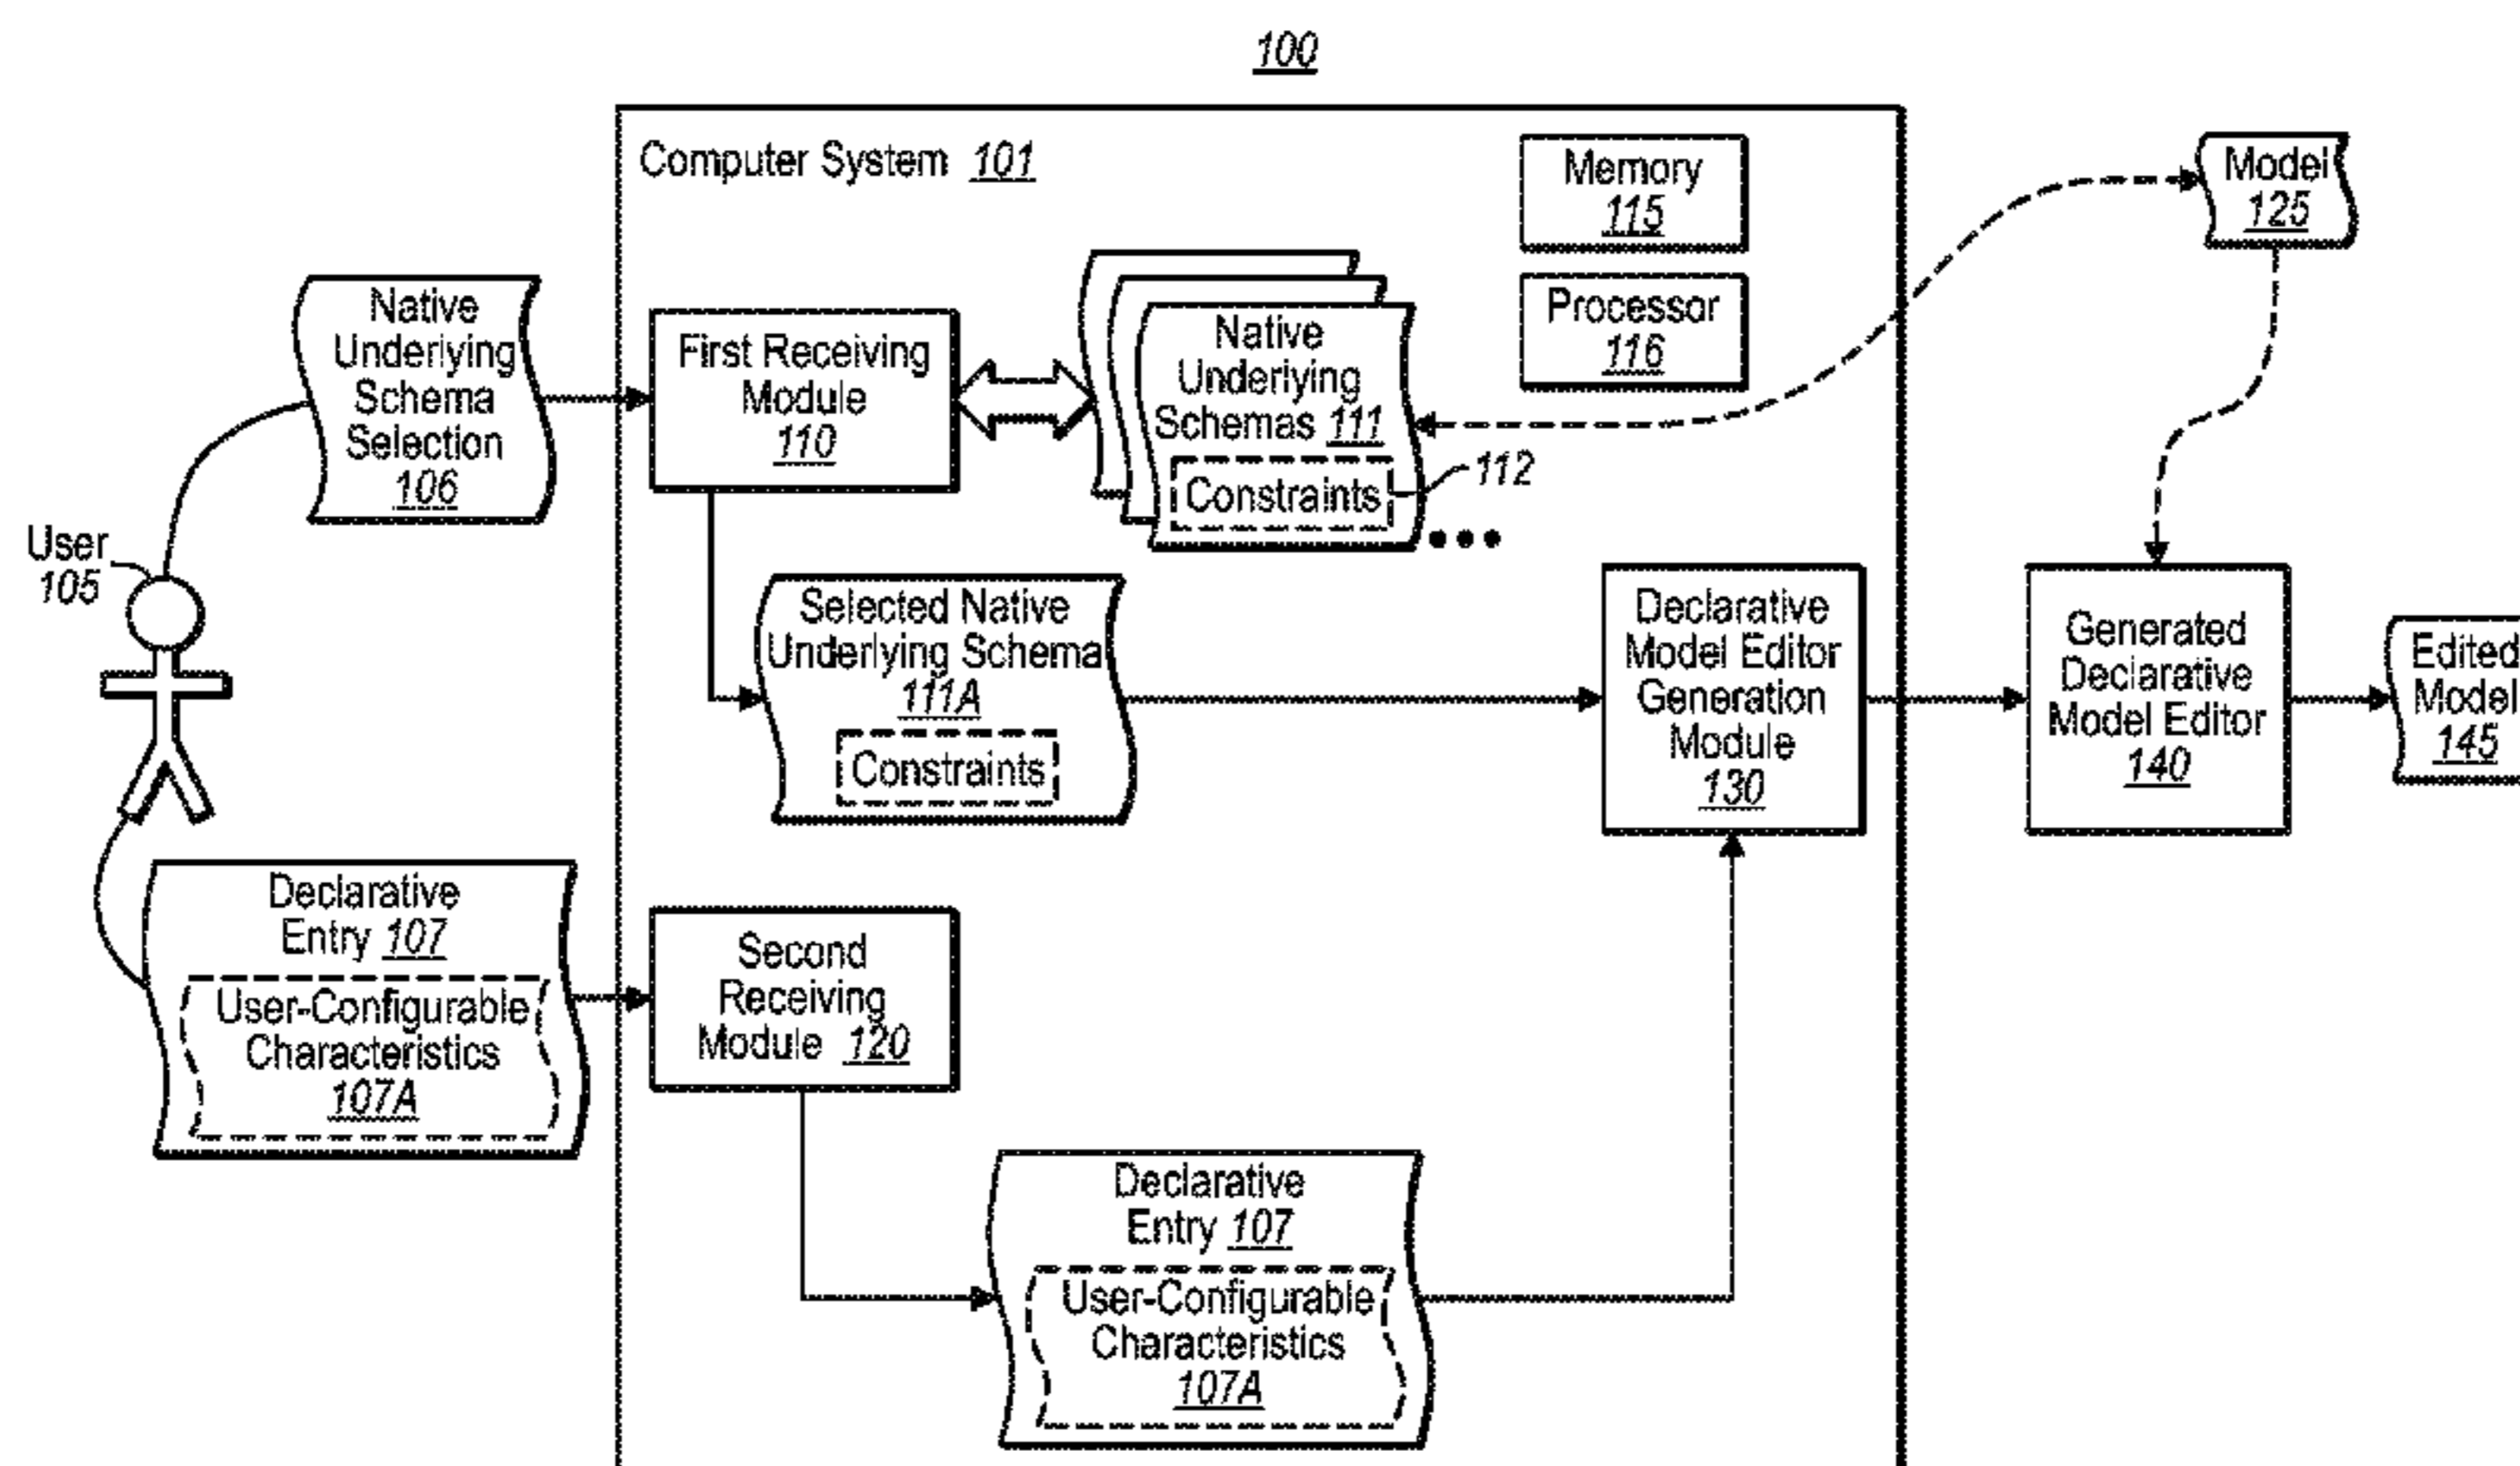 100
Computer System 101
Memory
115
Processor
116
Model
125
Native
Underlying
Schema
Selection
106
First Receiving
Module
110
Native
Underlying
Schemas 111
Constraints
112
User
105
Selected Native
Underlying Schema
111A
Constraints
Declarative
Model Editor
Generation
Module
130
Generated
Declarative
Model Editor
140
Edited
Model
145
Declarative
Entry 107
User-Configurable
Characteristics
107A
Second
Receiving
Module 120
Declarative
Entry 107
User-Configurable
Characteristics
107A